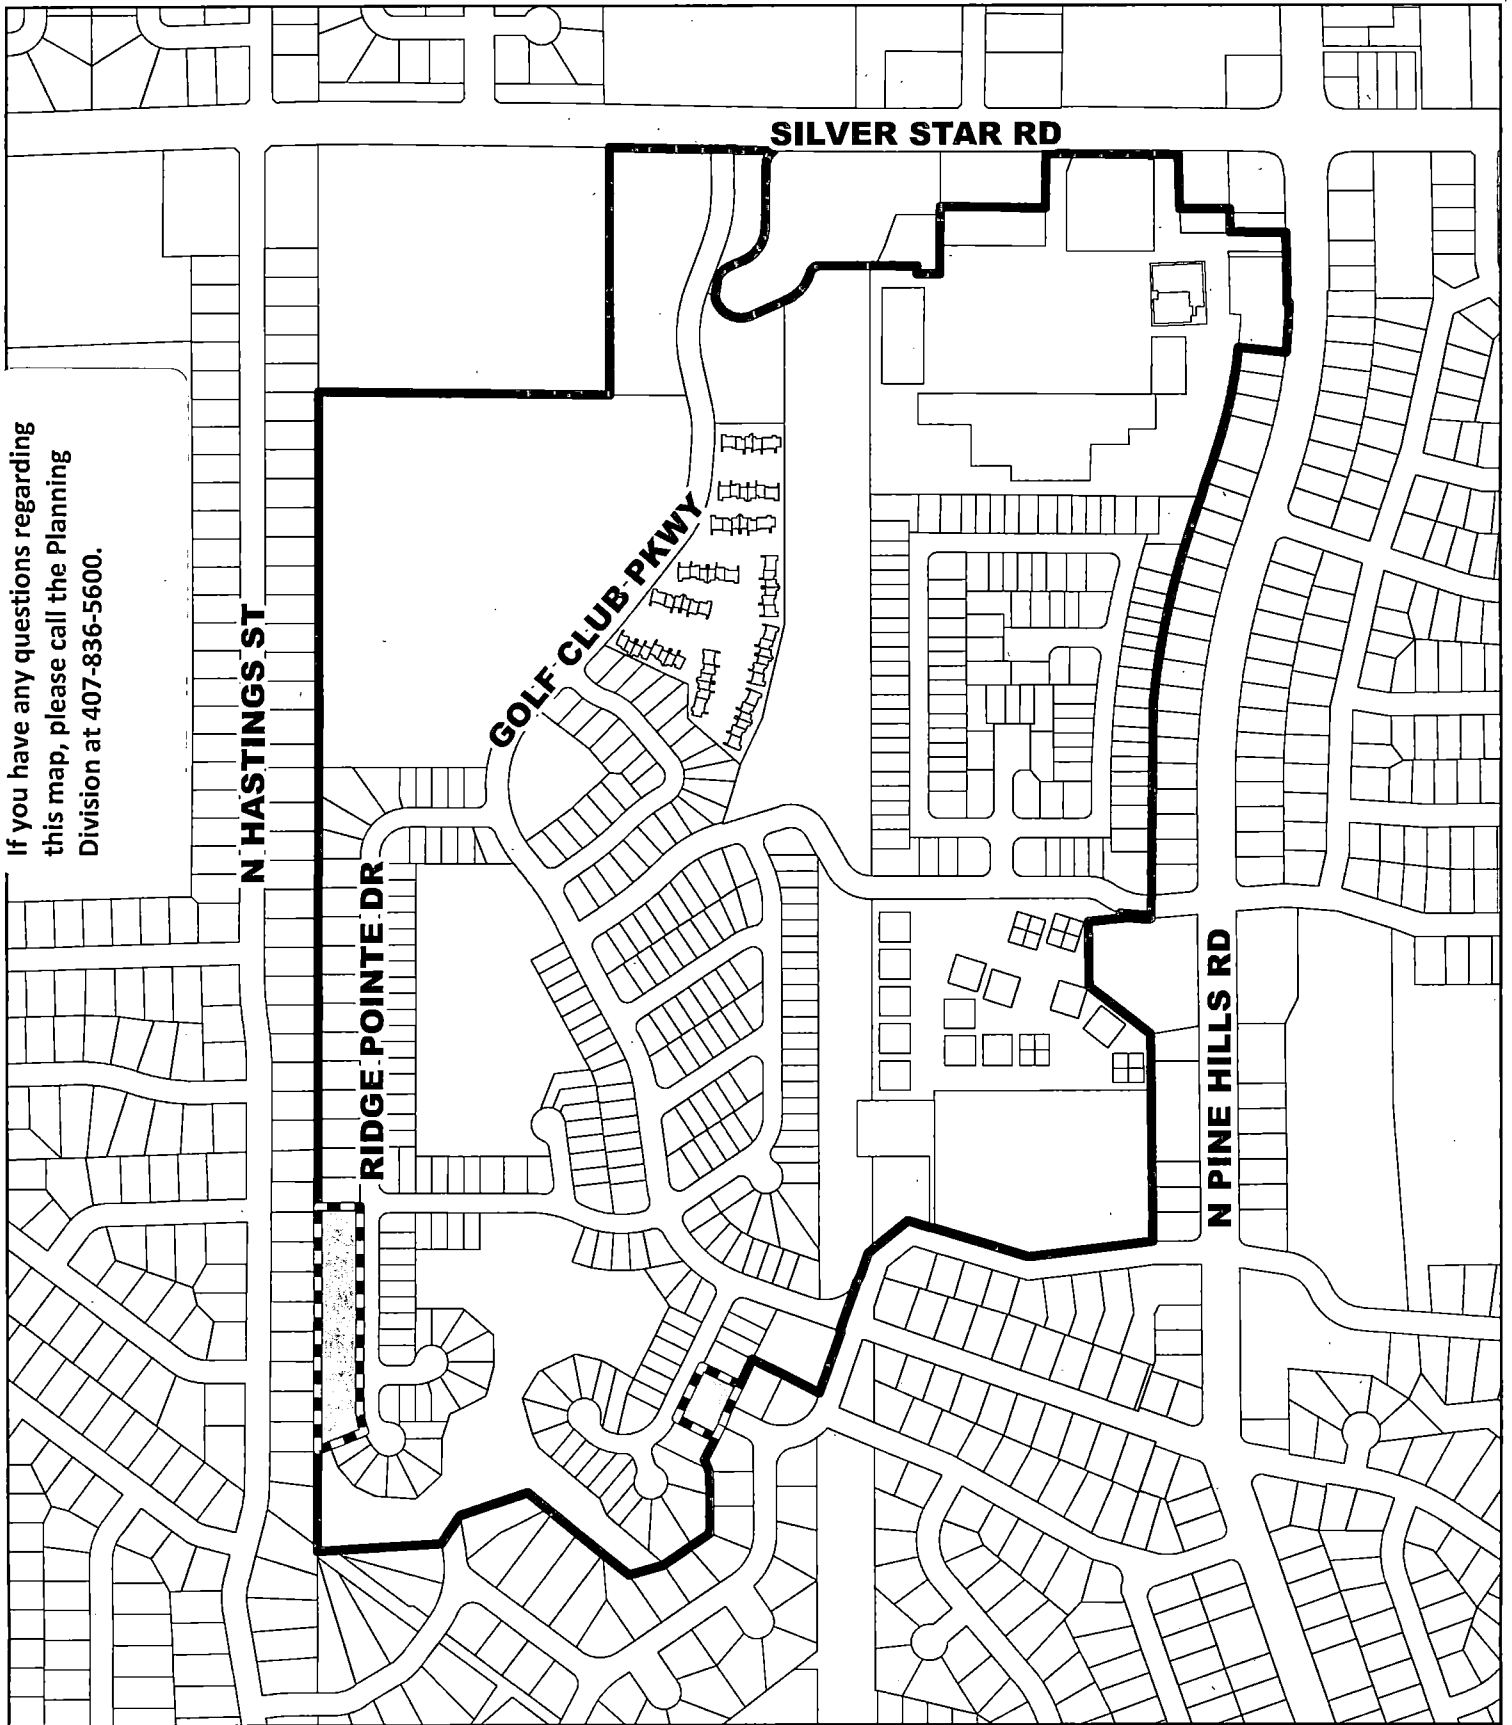 SILVER STAR RD
If you have any questions regarding
this map, please call the Planning
Division at 407-836-5600.
N HASTINGS ST
GOLF CLUB PKWY
RIDGE POINTE DR
N PINE HILLS RD